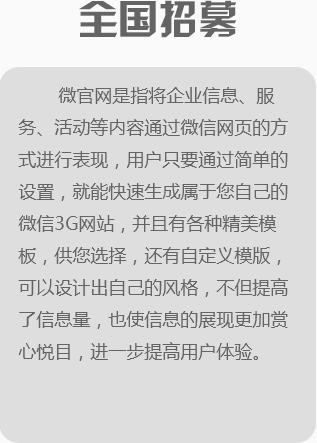 全国招募
微官网是指将企业信息、服
务、活动等内容通过微信网页的方
式进行表现，用户只要通过简单的
设置，就能快速生成属于您自己的
微信3G网站，并且有各种精美模
板，供您选择，还有自定义模版，
可以设计出自己的风格，不但提高
了信息量，也使信息的展现更加赏
心悦目，进一步提高用户体验。